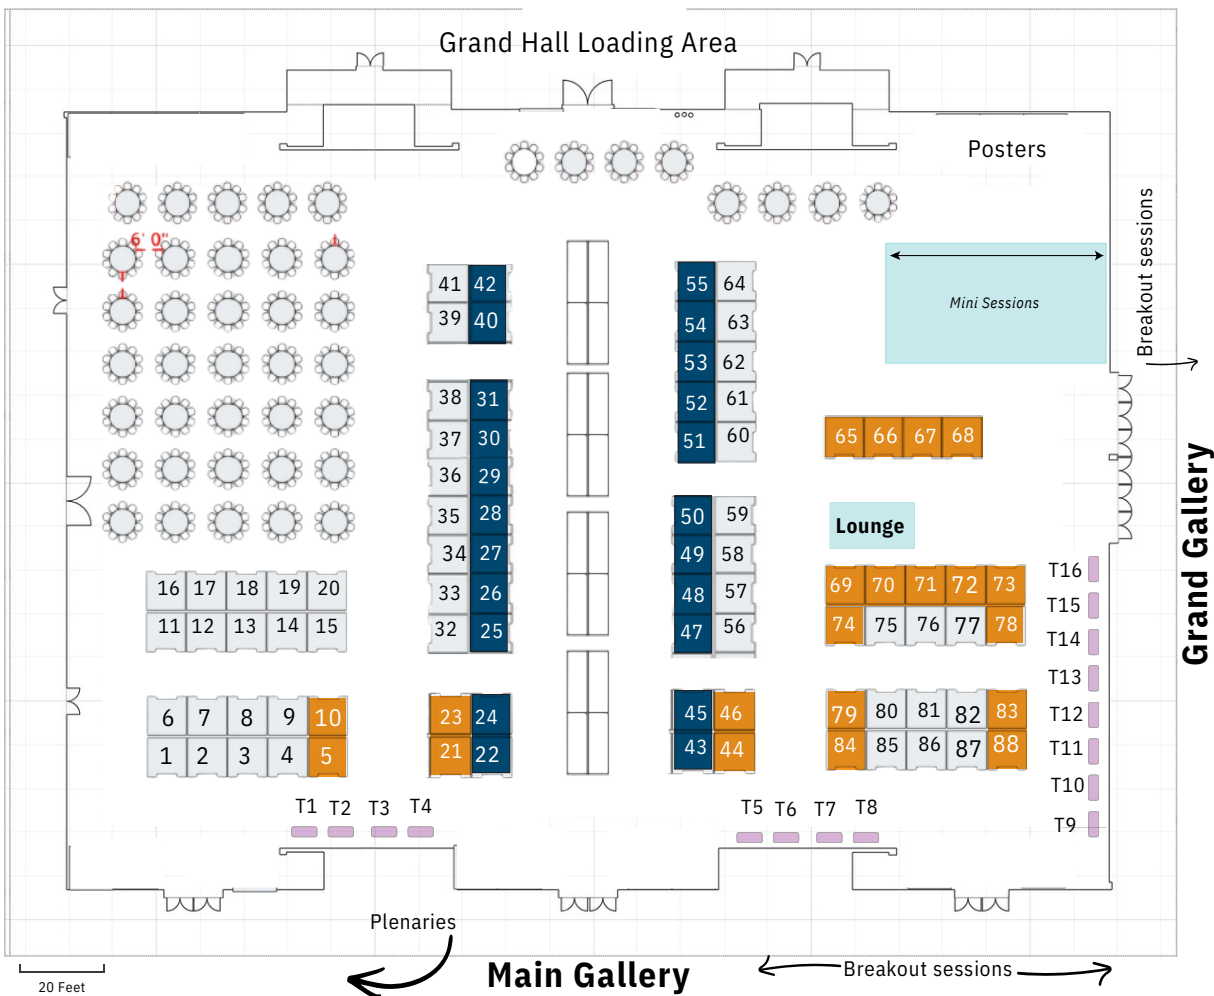 Grand Hall Loading Area
Posters
Breakout sessions
6' 0"
Mini Sessions
41 42
39 40
55 64
54 63
53 62
52 61
51 60
38 31
37 30
36 29
35 28
34 27
33 26
32 25
65 66 67 68
50 59
49 58
48 57
47 56
Lounge
Grand Gallery
16 17 18 19 20
11 12 13 14 15
69 70 71 72 73
74 75 76 77 78
T16
T15
T14
T13
T12
T11
T10
T9
6 7 8 9 10
1 2 3 4 5
23 24
21 22
45 46
43 44
79 80 81 82 83
84 85 86 87 88
T1 T2 T3 T4
T5 T6 T7 T8
Plenaries
Main Gallery
Breakout sessions
20 Feet